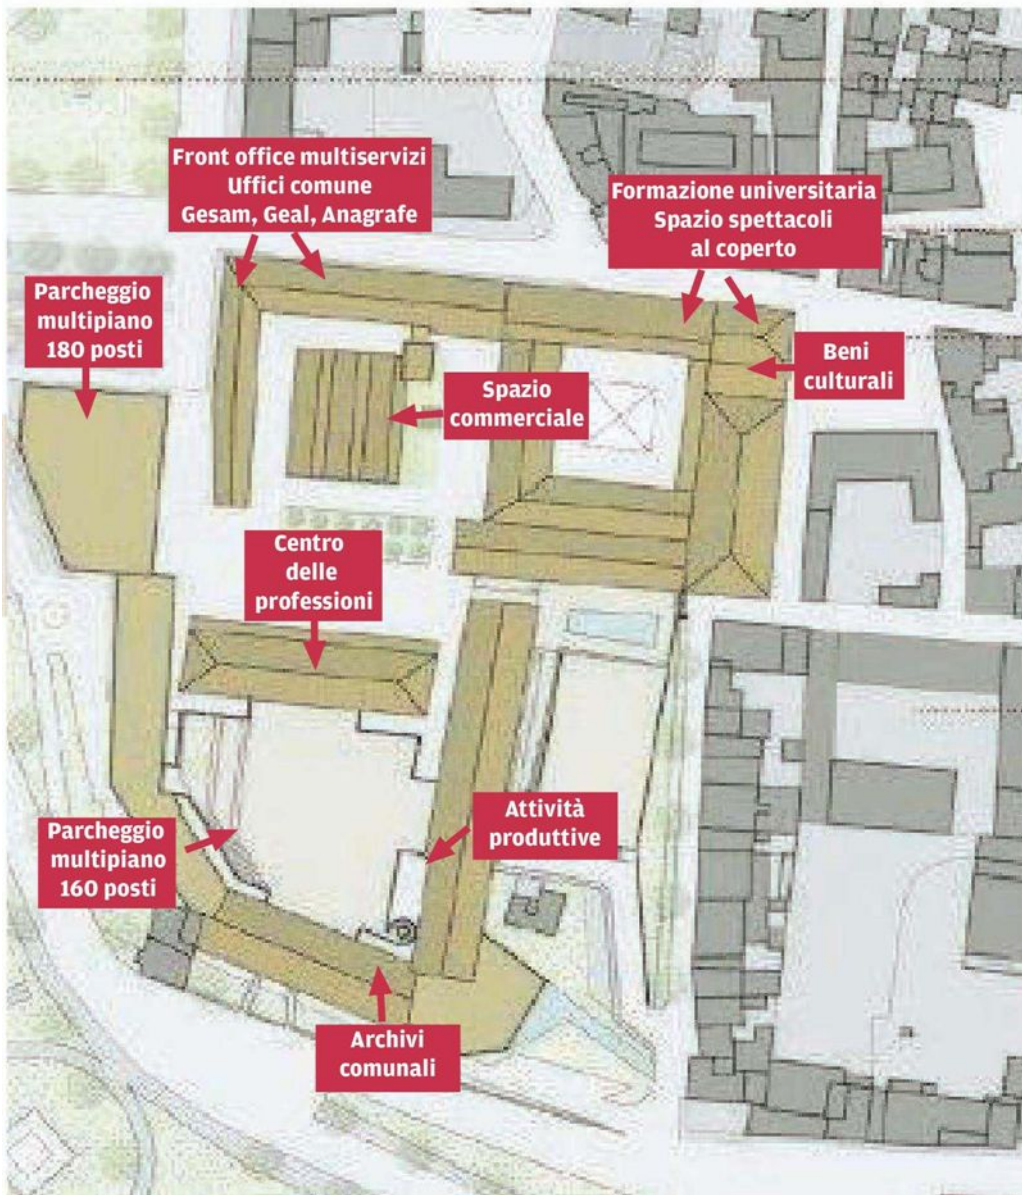 Front office multiservizi
Uffici comune
Gesam, Geal, Anagrafe
Formazione universitaria
Spazio spettacoli
al coperto
Parcheggio
multipiano
180 posti
Beni
culturali
Spazio
commerciale
Centro
delle
professioni
Attività
produttive
Parcheggio
multipiano
160 posti
Archivi
comunali